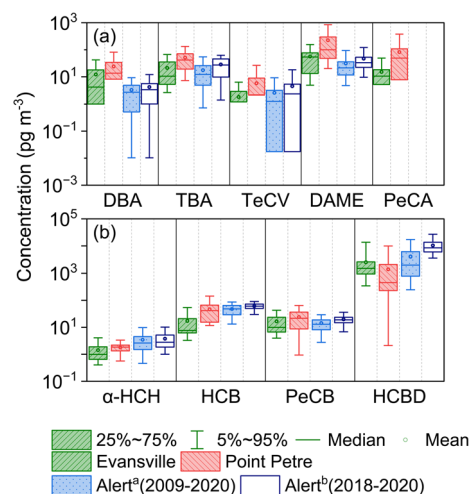 Concentration (pg m⁻³)
(a)
10³
10¹
10⁻¹
10⁻³
DBA TBA TeCV DAME PeCA
(b)
10⁵
10³
10¹
10⁻¹
α-HCH HCB PeCB HCBD
25%~75% 5%~95% Median Mean
Evansville Point Petre
Alertᵃ(2009-2020) Alertᵇ(2018-2020)